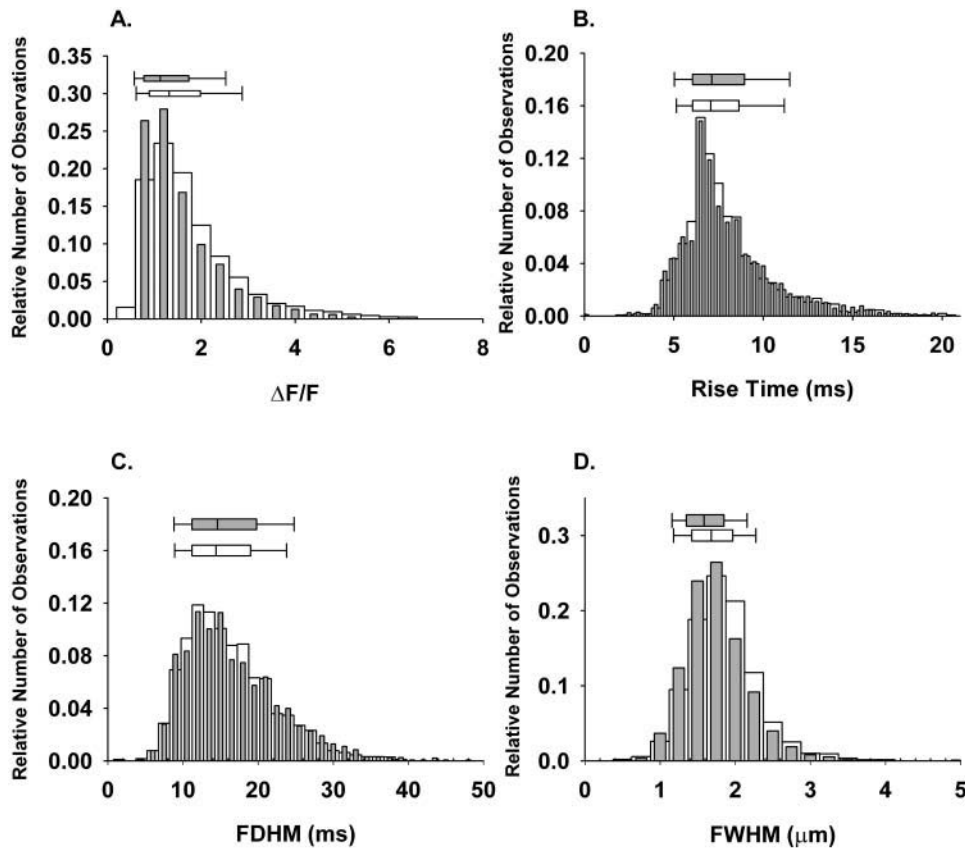 A.
Relative Number of Observations
0.35
0.30
0.25
0.20
0.15
0.10
0.05
0.00
0 2 4 6 8
ΔF/F
B.
Relative Number of Observations
0.20
0.16
0.12
0.08
0.04
0.00
0 5 10 15 20
Rise Time (ms)
C.
Relative Number of Observations
0.20
0.16
0.12
0.08
0.04
0.00
0 10 20 30 40 50
FDHM (ms)
D.
Relative Number of Observations
0.3
0.2
0.1
0.0
0 1 2 3 4 5
FWHM (μm)